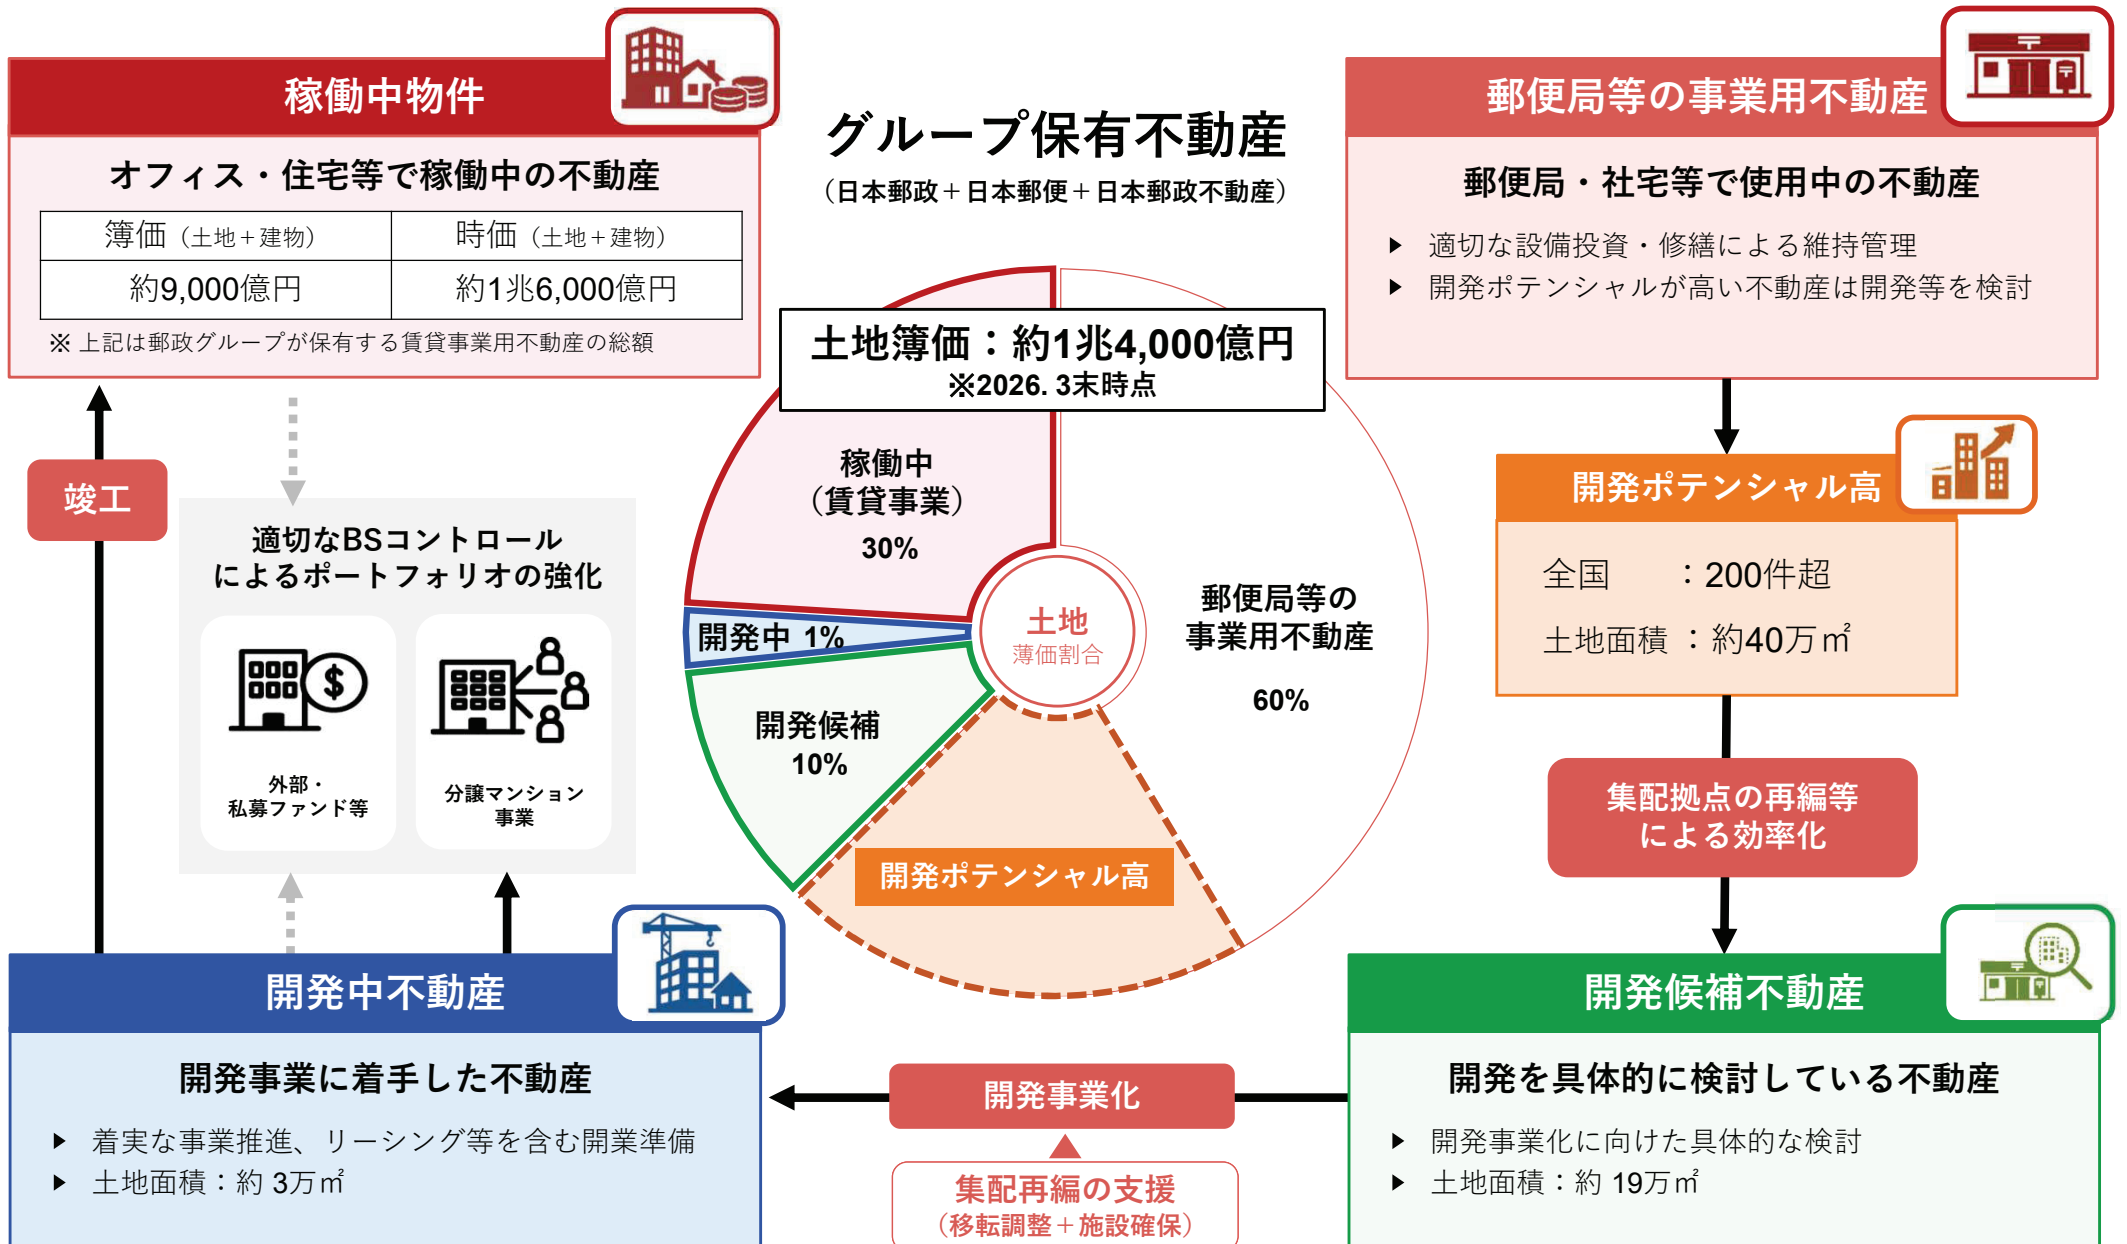 稼働中物件
オフィス・住宅等で稼働中の不動産
簿価（土地+建物）
時価（土地+建物）
約9,000億円
約1兆6,000億円
※ 上記は郵政グループが保有する賃貸事業用不動産の総額
グループ保有不動産
（日本郵政+日本郵便+日本郵政不動産）
土地簿価：約1兆4,000億円
※2026. 3末時点
稼働中
（賃貸事業）
30%
開発中 1%
開発候補
10%
開発ポテンシャル高
郵便局等の
事業用不動産
60%
土地
薄価割合
郵便局等の事業用不動産
郵便局・社宅等で使用中の不動産
▶ 適切な設備投資・修繕による維持管理
▶ 開発ポテンシャルが高い不動産は開発等を検討
開発ポテンシャル高
全国 ：200件超
土地面積 ：約40万㎡
集配拠点の再編等
による効率化
開発候補不動産
開発を具体的に検討している不動産
▶ 開発事業化に向けた具体的な検討
▶ 土地面積：約 19万㎡
開発事業化
集配再編の支援
（移転調整+施設確保）
開発中不動産
開発事業に着手した不動産
▶ 着実な事業推進、リーシング等を含む開業準備
▶ 土地面積：約 3万㎡
竣工
適切なBSコントロール
によるポートフォリオの強化
外部・
私募ファンド等
分譲マンション
事業